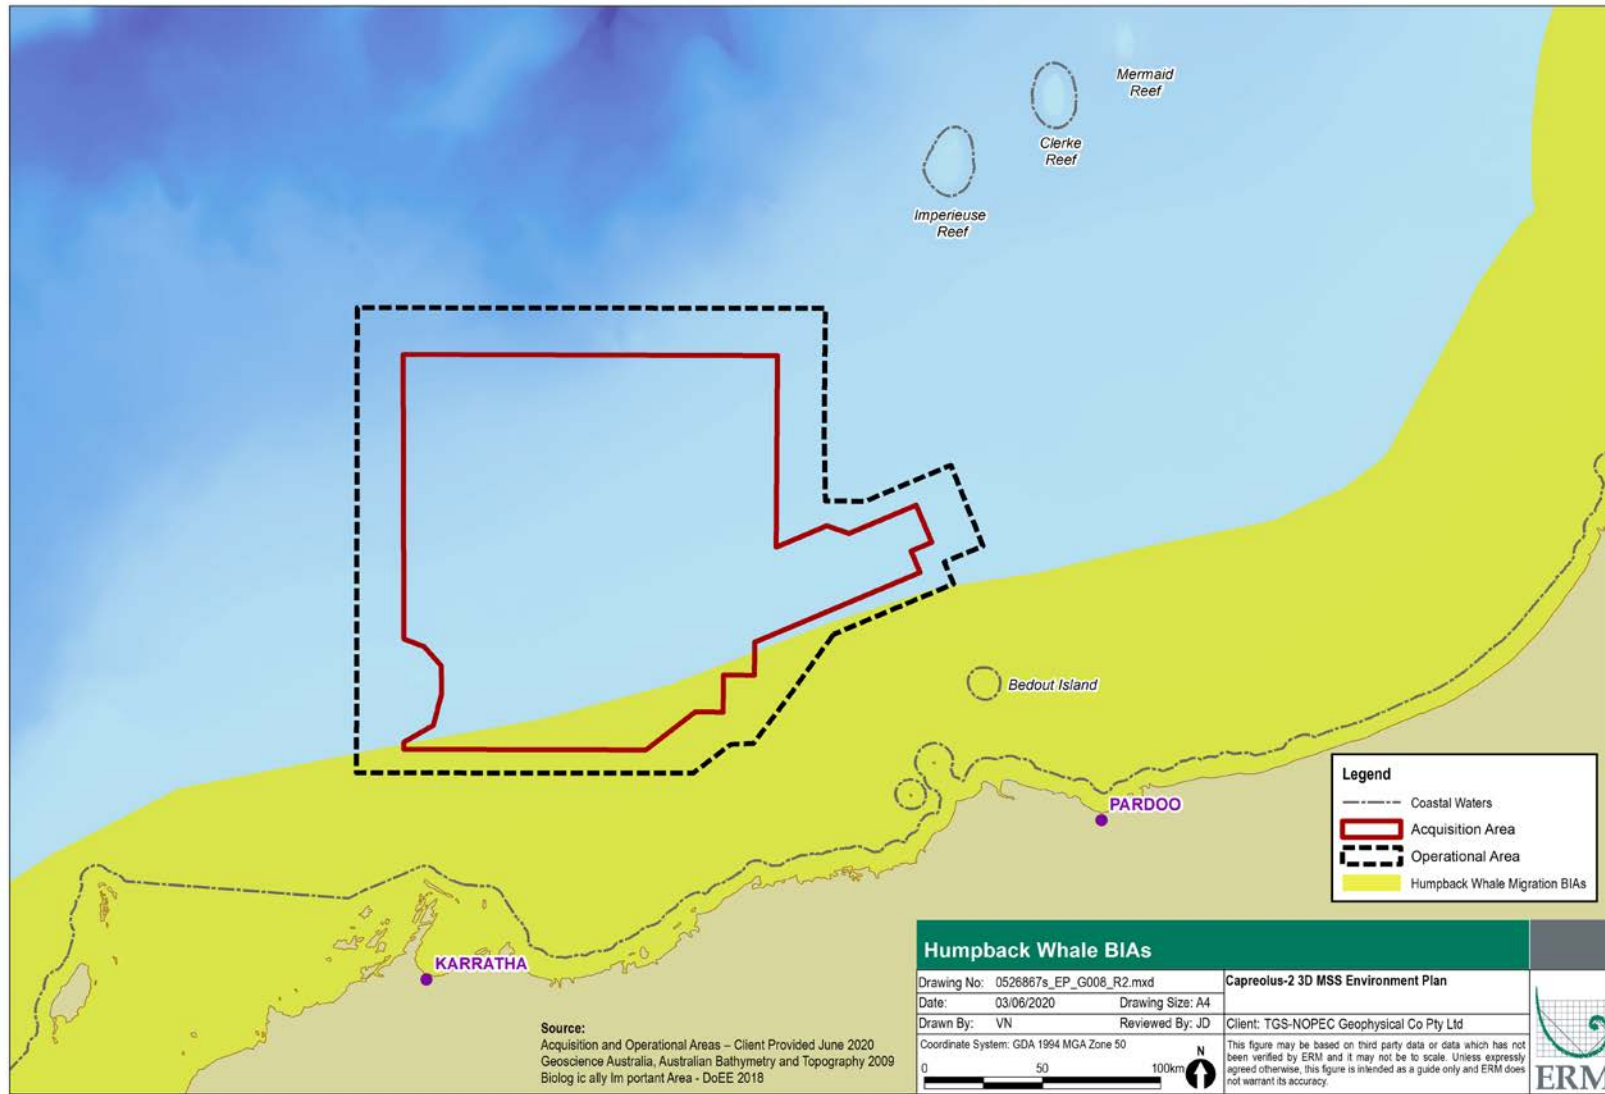 Mermaid
Reef
Clerke
Reef
Imperieuse
Reef
Bedout Island
PARDOO
KARRATHA
Legend
Coastal Waters
Acquisition Area
Operational Area
Humpback Whale Migration BIAs
Source:
Acquisition and Operational Areas – Client Provided June 2020
Geoscience Australia, Australian Bathymetry and Topography 2009
Biolog ic ally Im portant Area - DoEE 2018
Humpback Whale BIAs
Drawing No: 0526867s_EP_G008_R2.mxd
Date: 03/06/2020 Drawing Size: A4
Drawn By: VN Reviewed By: JD
Coordinate System: GDA 1994 MGA Zone 50
0 50 100km
N
Capreolus-2 3D MSS Environment Plan
Client: TGS-NOPEC Geophysical Co Pty Ltd
This figure may be based on third party data or data which has not
been verified by ERM and it may not be to scale. Unless expressly
agreed otherwise, this figure is intended as a guide only and ERM does
not warrant its accuracy.
ERM